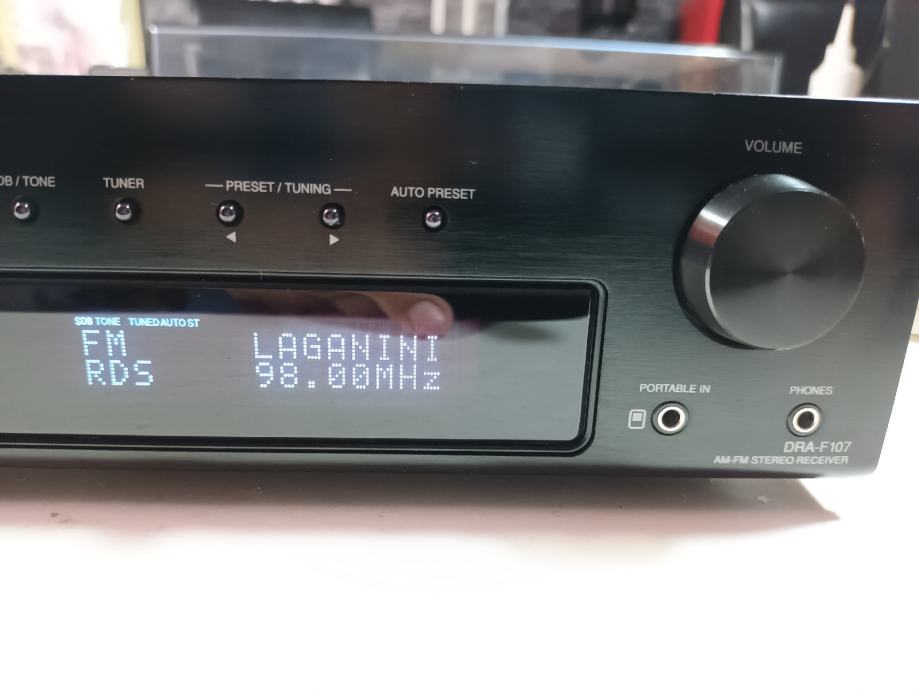 VOLUME
/ TONE
TUNER
PRESET / TUNING
AUTO PRESET
SDB TONE TUNED AUTO ST
FM LAGANINI
RDS 98.00MHz
PORTABLE IN
PHONES
DRA-F107
AM-FM STEREO RECEIVER